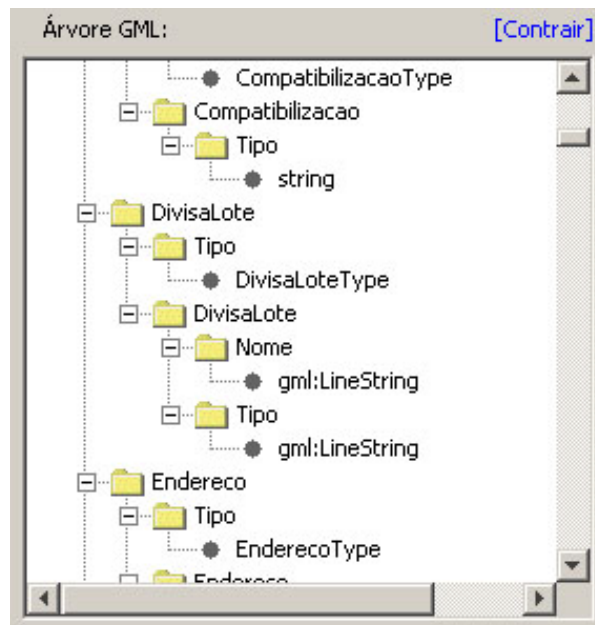 Árvore GML: [Contrair]
CompatibilizacaoType
Compatibilizacao
Tipo
string
DivisaLote
Tipo
DivisaLoteType
DivisaLote
Nome
gml:LineString
Tipo
gml:LineString
Endereco
Tipo
EnderecoType
Endereco